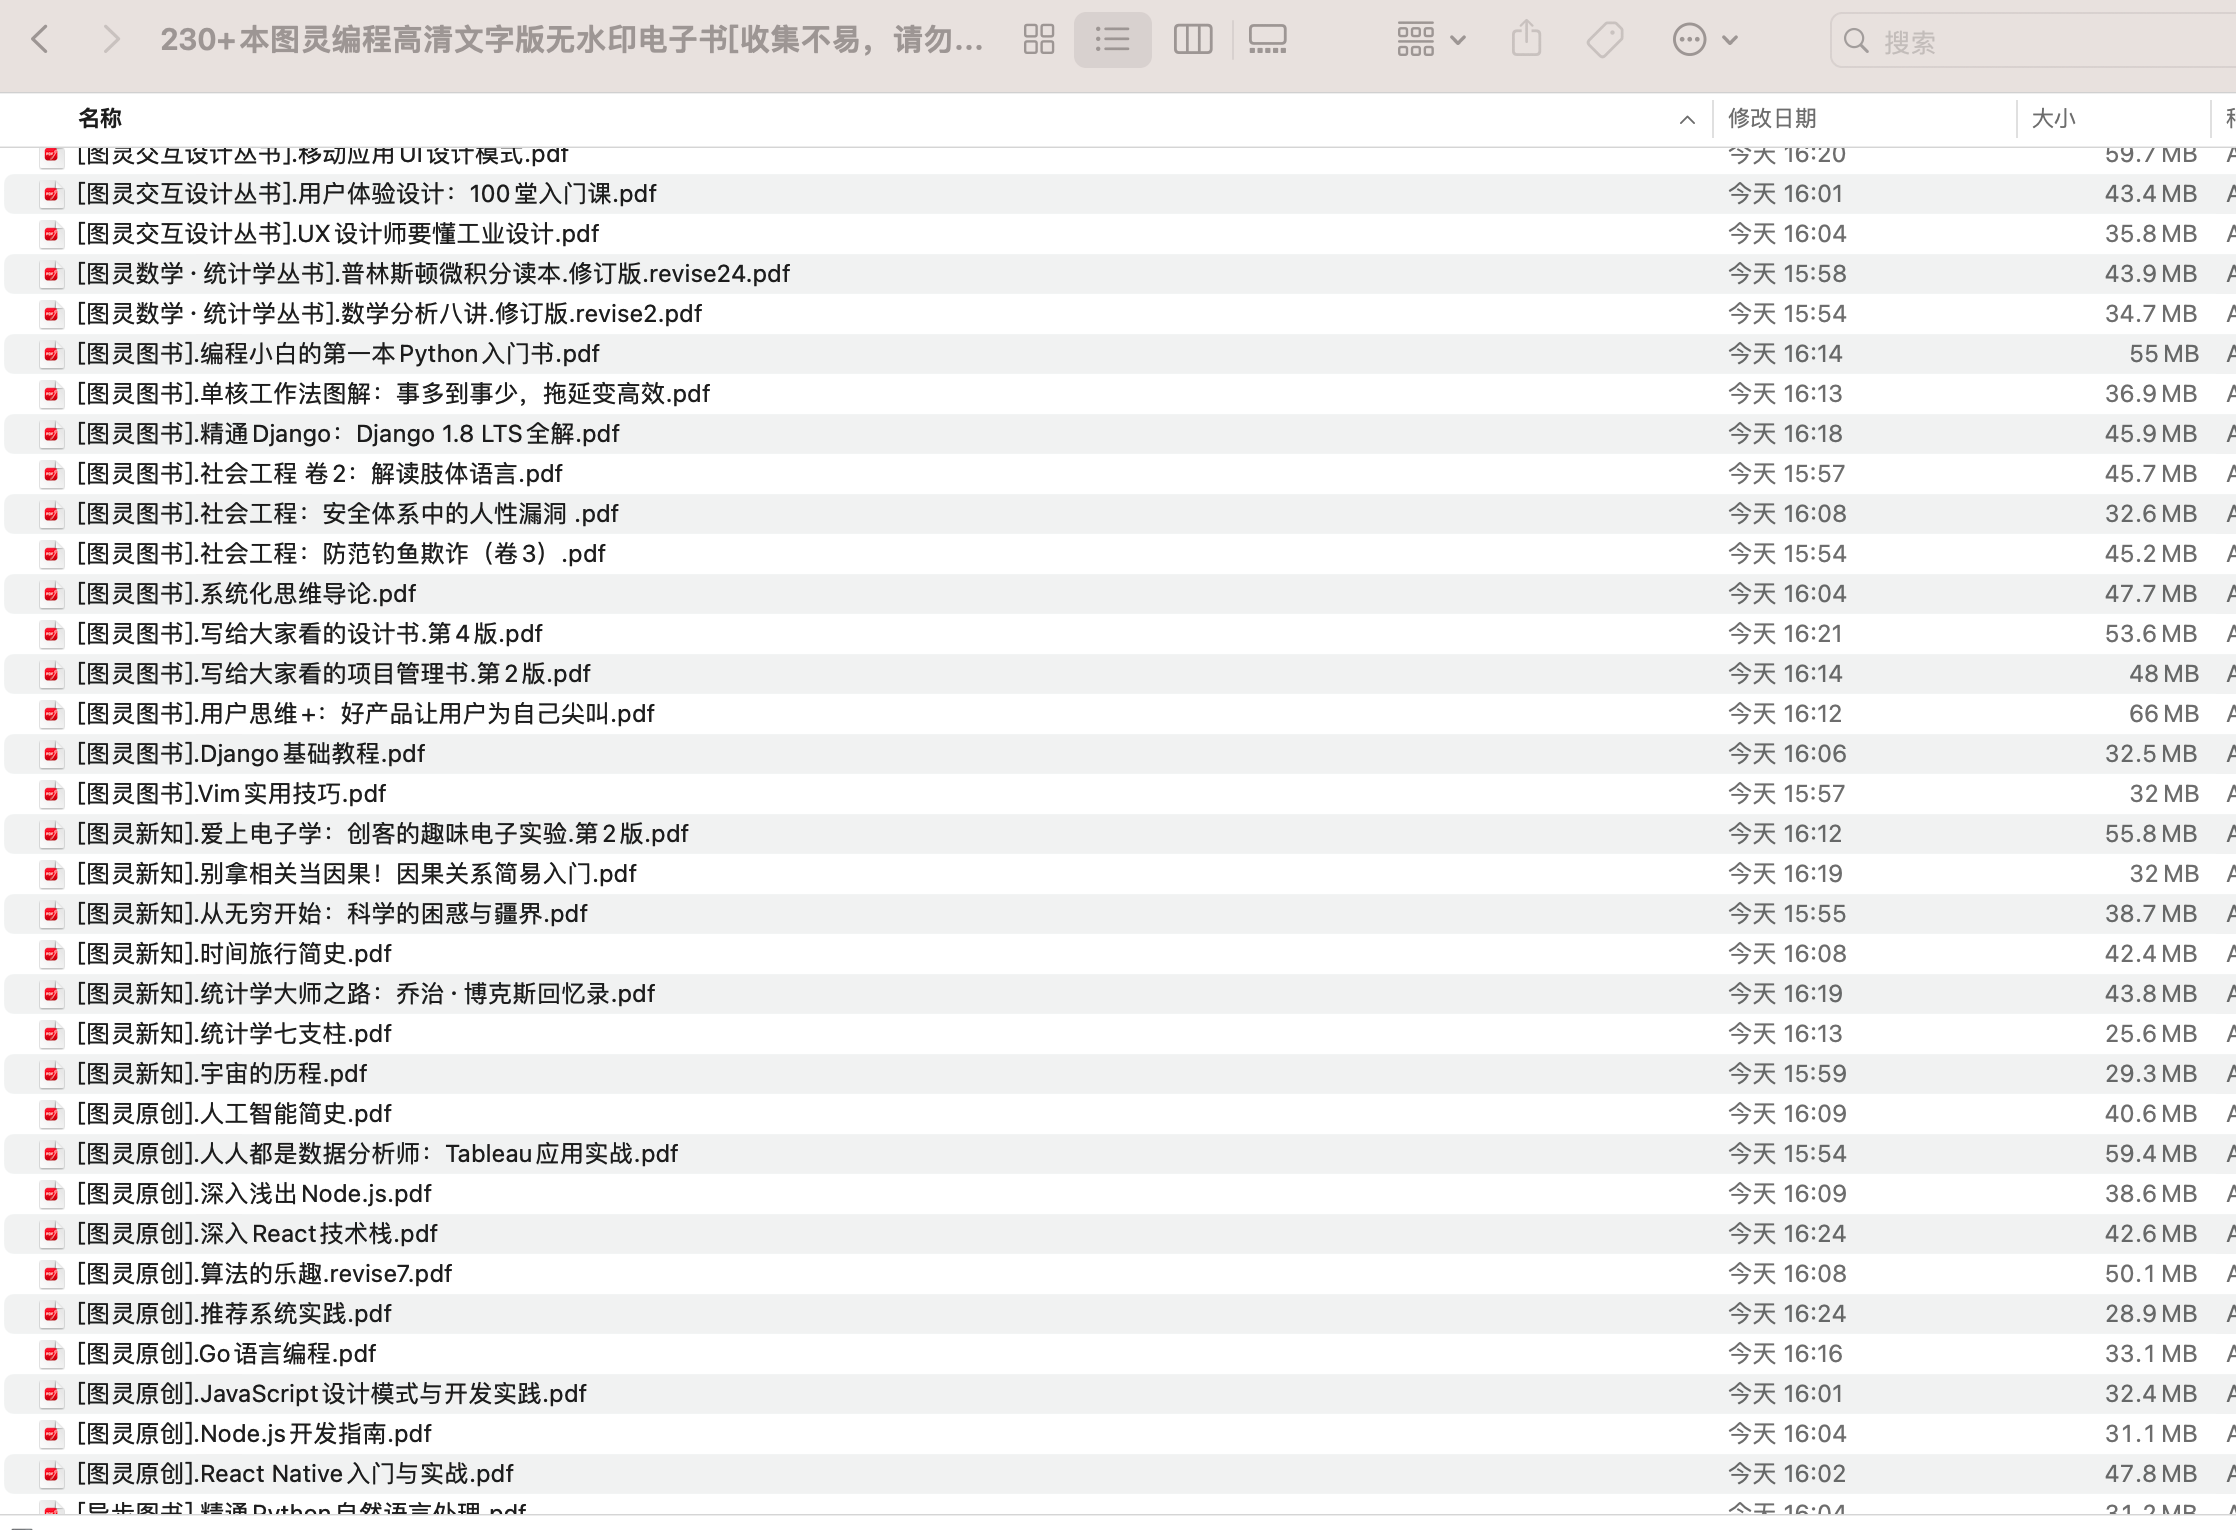 230+本图灵编程高清文字版无水印电子书[收集不易，请勿... 搜索
名称 修改日期 大小
[图灵交互设计丛书].移动应用UI设计模式.pdf 今天 16:20 59.7 MB
[图灵交互设计丛书].用户体验设计：100堂入门课.pdf 今天 16:01 43.4 MB
[图灵交互设计丛书].UX设计师要懂工业设计.pdf 今天 16:04 35.8 MB
[图灵数学·统计学丛书].普林斯顿微积分读本.修订版.revise24.pdf 今天 15:58 43.9 MB
[图灵数学·统计学丛书].数学分析八讲.修订版.revise2.pdf 今天 15:54 34.7 MB
[图灵图书].编程小白的第一本Python入门书.pdf 今天 16:14 55 MB
[图灵图书].单核工作法图解：事多到事少，拖延变高效.pdf 今天 16:13 36.9 MB
[图灵图书].精通Django：Django 1.8 LTS全解.pdf 今天 16:18 45.9 MB
[图灵图书].社会工程 卷2：解读肢体语言.pdf 今天 15:57 45.7 MB
[图灵图书].社会工程：安全体系中的人性漏洞 .pdf 今天 16:08 32.6 MB
[图灵图书].社会工程：防范钓鱼欺诈（卷3）.pdf 今天 15:54 45.2 MB
[图灵图书].系统化思维导论.pdf 今天 16:04 47.7 MB
[图灵图书].写给大家看的设计书.第4版.pdf 今天 16:21 53.6 MB
[图灵图书].写给大家看的项目管理书.第2版.pdf 今天 16:14 48 MB
[图灵图书].用户思维+：好产品让用户为自己尖叫.pdf 今天 16:12 66 MB
[图灵图书].Django基础教程.pdf 今天 16:06 32.5 MB
[图灵图书].Vim实用技巧.pdf 今天 15:57 32 MB
[图灵新知].爱上电子学：创客的趣味电子实验.第2版.pdf 今天 16:12 55.8 MB
[图灵新知].别拿相关当因果！因果关系简易入门.pdf 今天 16:19 32 MB
[图灵新知].从无穷开始：科学的困惑与疆界.pdf 今天 15:55 38.7 MB
[图灵新知].时间旅行简史.pdf 今天 16:08 42.4 MB
[图灵新知].统计学大师之路：乔治·博克斯回忆录.pdf 今天 16:19 43.8 MB
[图灵新知].统计学七支柱.pdf 今天 16:13 25.6 MB
[图灵新知].宇宙的历程.pdf 今天 15:59 29.3 MB
[图灵原创].人工智能简史.pdf 今天 16:09 40.6 MB
[图灵原创].人人都是数据分析师：Tableau应用实战.pdf 今天 15:54 59.4 MB
[图灵原创].深入浅出Node.js.pdf 今天 16:09 38.6 MB
[图灵原创].深入React技术栈.pdf 今天 16:24 42.6 MB
[图灵原创].算法的乐趣.revise7.pdf 今天 16:08 50.1 MB
[图灵原创].推荐系统实践.pdf 今天 16:24 28.9 MB
[图灵原创].Go语言编程.pdf 今天 16:16 33.1 MB
[图灵原创].JavaScript设计模式与开发实践.pdf 今天 16:01 32.4 MB
[图灵原创].Node.js开发指南.pdf 今天 16:04 31.1 MB
[图灵原创].React Native入门与实战.pdf 今天 16:02 47.8 MB
[异步图书].精通Python自然语言处理.pdf 今天 16:04 31.2 MB